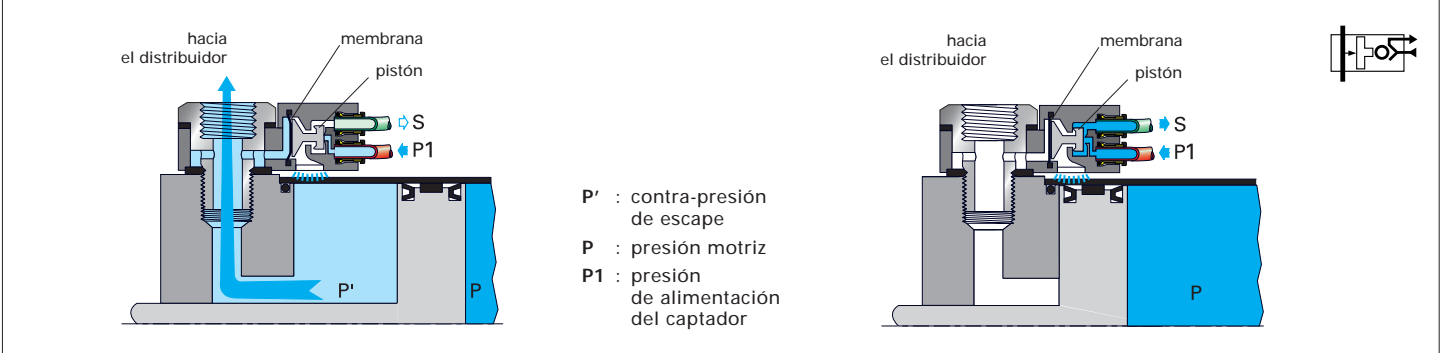 hacia
el distribuidor
membrana
pistón
S
P1
P'
P
P' : contra-presión
de escape
P : presión motriz
P1 : presión
de alimentación
del captador
hacia
el distribuidor
membrana
pistón
S
P1
P